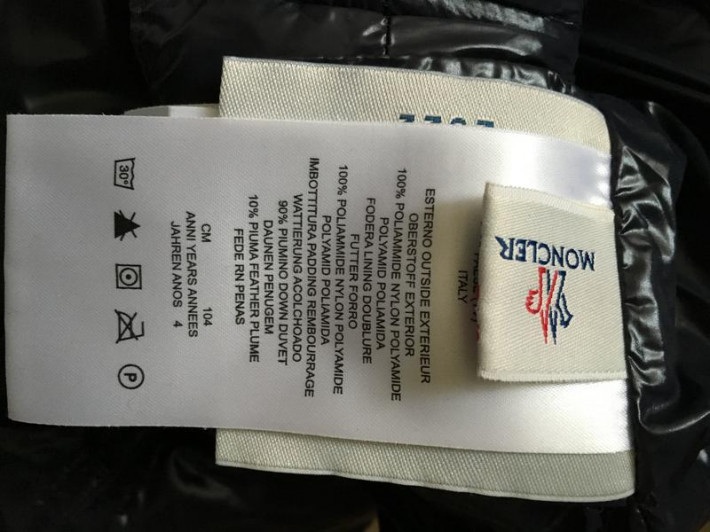 MONCLER
ITALY
ESTERNO OUTSIDE EXTERIEUR
OBERSTOFF EXTERIOR
100% POLIAMMIDE NYLON POLYAMIDE
POLYAMID POLIAMIDA
FODERA LINING DOUBLURE
FUTTER FORRO
100% POLIAMMIDE NYLON POLYAMIDE
POLYAMID POLIAMIDA
IMBOTTITURA PADDING REMBOURRAGE
WATTIERUNG ACOLCHOADO
90% PIUMINO DOWN DUVET
DAUNEN PENUGEM
10% PIUMA FEATHER PLUME
FEDE RN PENAS
CM 104
ANNI YEARS ANNEES
JAHREN ANOS 4
30°
P